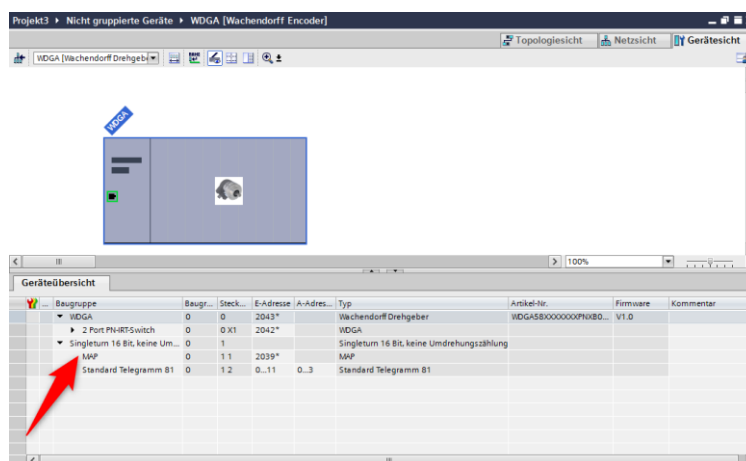 Projekt3 ▸ Nicht gruppierte Geräte ▸ WDGA [Wachendorff Encoder]
Topologiesicht Netzsicht Gerätesicht
WDGA [Wachendorff Drehgebe
WDGA
100%
Geräteübersicht
... Baugruppe Baugr... Steck... E-Adresse A-Adres... Typ Artikel-Nr. Firmware Kommentar
WDGA 0 0 2043* Wachendorff Drehgeber WDGA58XXXXXXXPNXB0... V1.0
2 Port PN-IRT-Switch 0 0 X1 2042* WDGA
Singleturn 16 Bit, keine Um... 0 1 Singleturn 16 Bit, keine Umdrehungszählung
MAP 0 1 1 2039* MAP
Standard Telegramm 81 0 1 2 0...11 0...3 Standard Telegramm 81